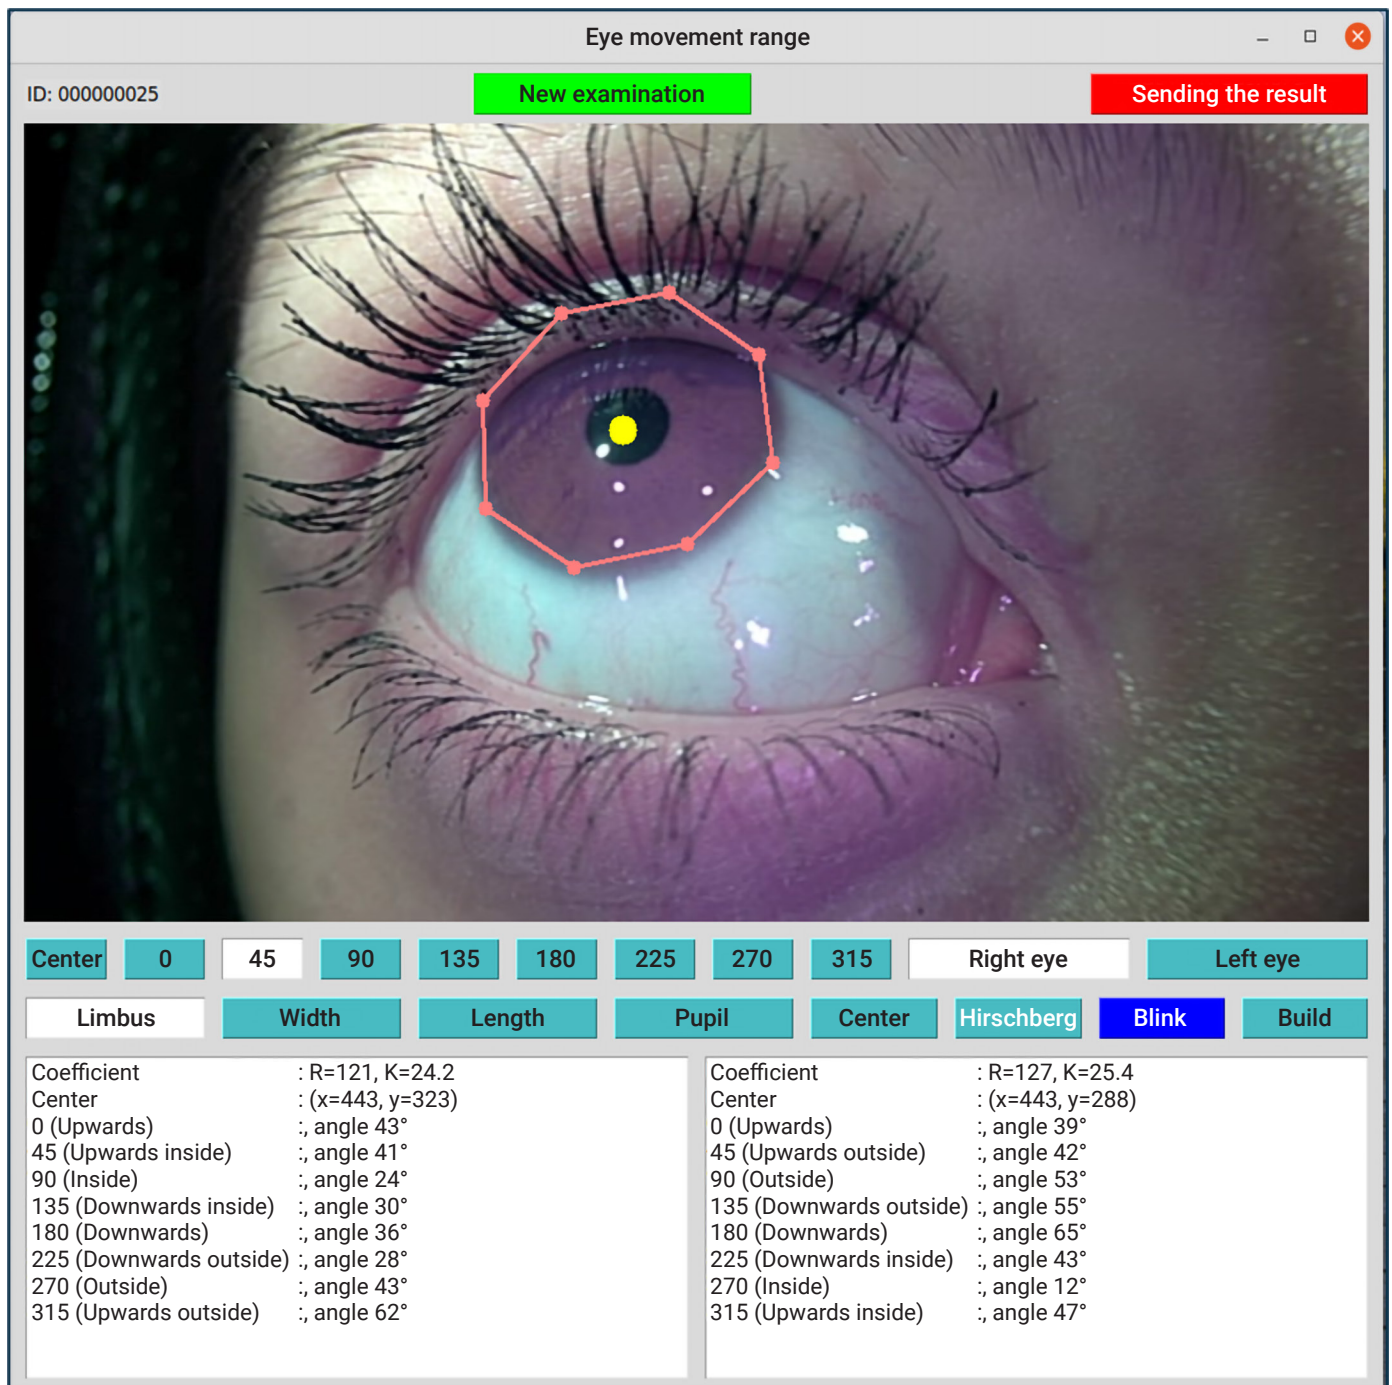 Eye movement range
ID: 000000025
New examination
Sending the result
Center 0 45 90 135 180 225 270 315 Right eye Left eye
Limbus Width Length Pupil Center Hirschberg Blink Build
Coefficient : R=121, K=24.2
Center : (x=443, y=323)
0 (Upwards) :, angle 43°
45 (Upwards inside) :, angle 41°
90 (Inside) :, angle 24°
135 (Downwards inside) :, angle 30°
180 (Downwards) :, angle 36°
225 (Downwards outside) :, angle 28°
270 (Outside) :, angle 43°
315 (Upwards outside) :, angle 62°
Coefficient : R=127, K=25.4
Center : (x=443, y=288)
0 (Upwards) :, angle 39°
45 (Upwards outside) :, angle 42°
90 (Outside) :, angle 53°
135 (Downwards outside) :, angle 55°
180 (Downwards) :, angle 65°
225 (Downwards inside) :, angle 43°
270 (Inside) :, angle 12°
315 (Upwards inside) :, angle 47°